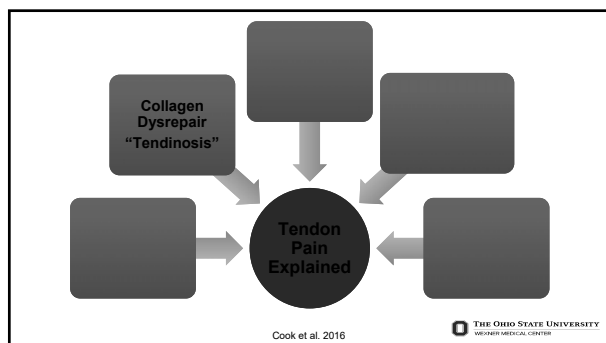 Collagen
Dysrepair
“Tendinosis”
Tendon
Pain
Explained
Cook et al. 2016
THE OHIO STATE UNIVERSITY
WEXNER MEDICAL CENTER